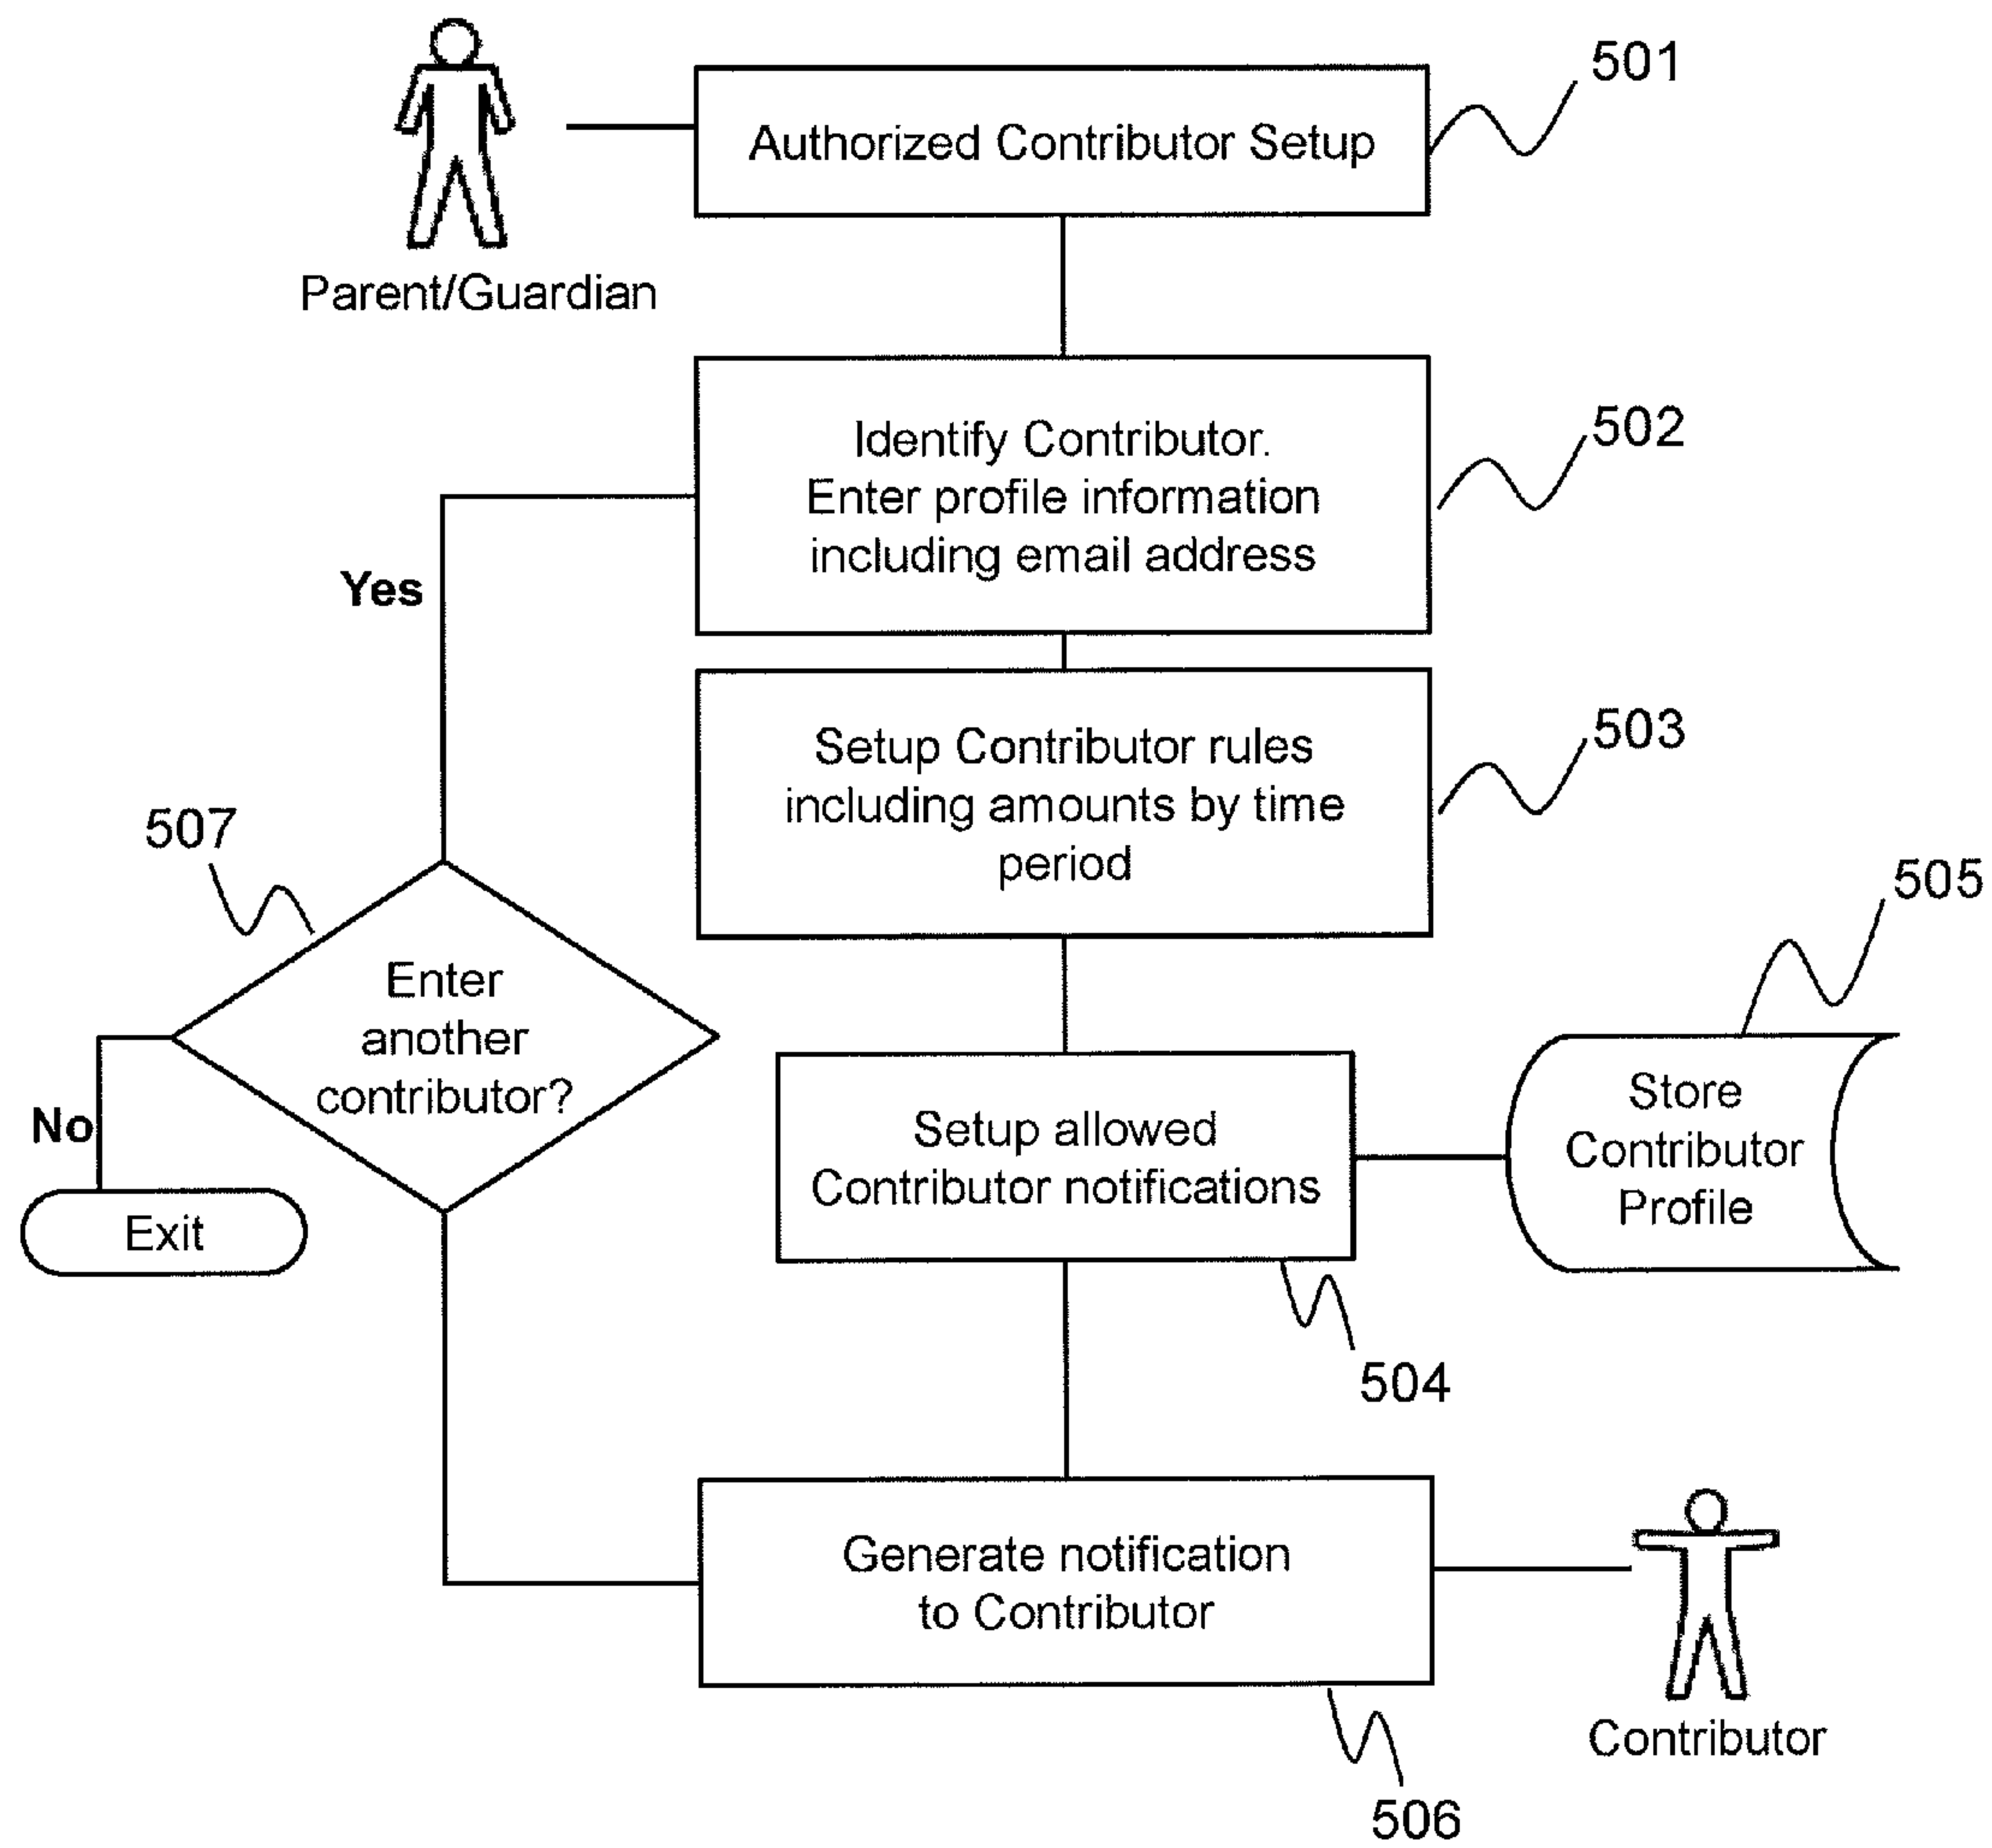 501
Authorized Contributor Setup
Parent/Guardian
502
Identify Contributor.
Enter profile information
including email address
Yes
503
Setup Contributor rules
including amounts by time
period
507
505
Enter
another
contributor?
Store
Contributor
Profile
No
Setup allowed
Contributor notifications
Exit
504
Generate notification
to Contributor
Contributor
506